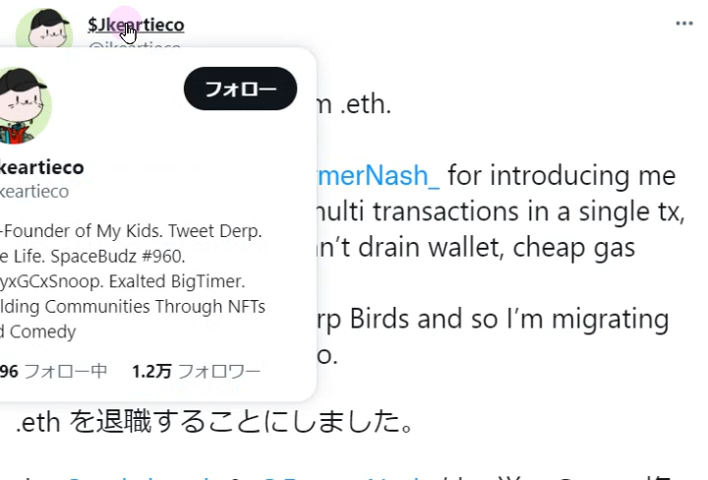 $Jkeartieco
@jkeartieco
フォロー
.eth.
keartieco
keartieco
-Founder of My Kids. Tweet Derp.
Life. SpaceBudz #960.
yxGCxSnoop. Exalted BigTimer.
lding Communities Through NFTs
Comedy
96 フォロー中 1.2万 フォロワー
merNash_ for introducing me
multi transactions in a single tx,
n't drain wallet, cheap gas
rp Birds and so I'm migrating
o.
.eth を退職することにしました。